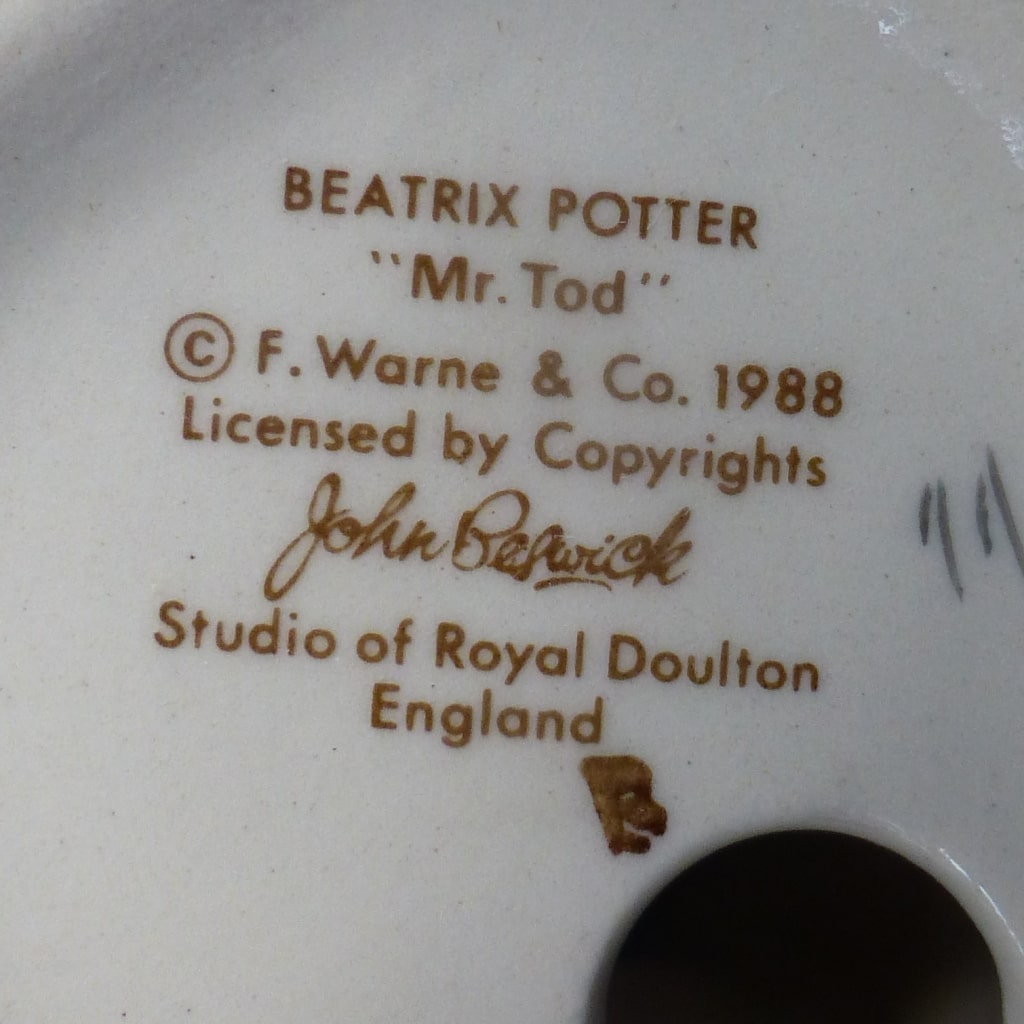 BEATRIX POTTER
"Mr. Tod"
© F. Warne & Co. 1988
Licensed by Copyrights
John Beswick
Studio of Royal Doulton
England